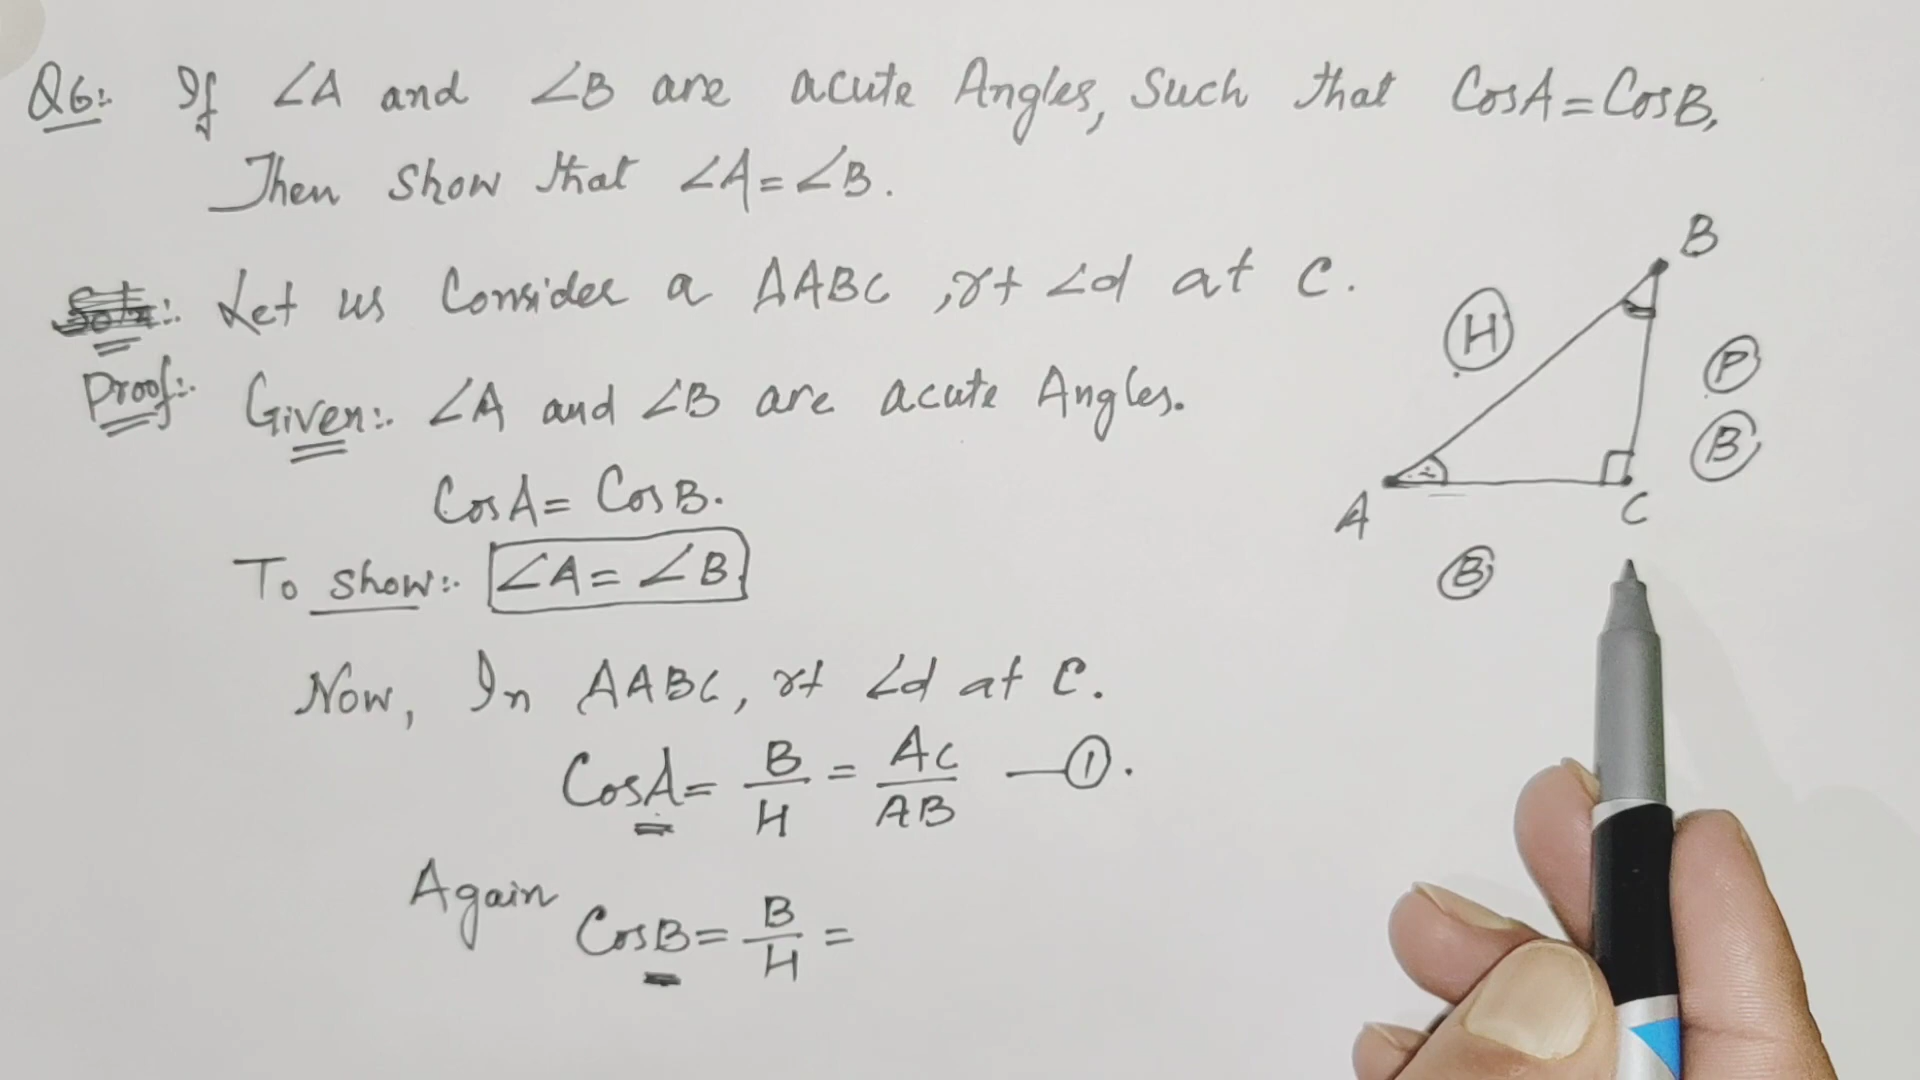 Q6:. If ∠A and ∠B are acute Angles, Such that CosA = CosB,
Then show that ∠A = ∠B.
Let us Consider a ΔABC, rt ∠d at C.
Proof:. Given:. ∠A and ∠B are acute Angles.
CosA = CosB.
To show:. ∠A = ∠B
Now, In ΔABC, rt ∠d at C.
CosA = B/H = AC/AB —①.
Again CosB = B/H =
B
H
P
B
A
C
B